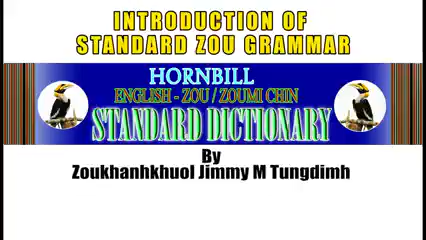 INTRODUCTION OF
STANDARD ZOU GRAMMAR
HORNBILL
ENGLISH - ZOU / ZOUMI CHIN
STANDARD DICTIONARY
By
Zoukhanhkhuol Jimmy M Tungdimh